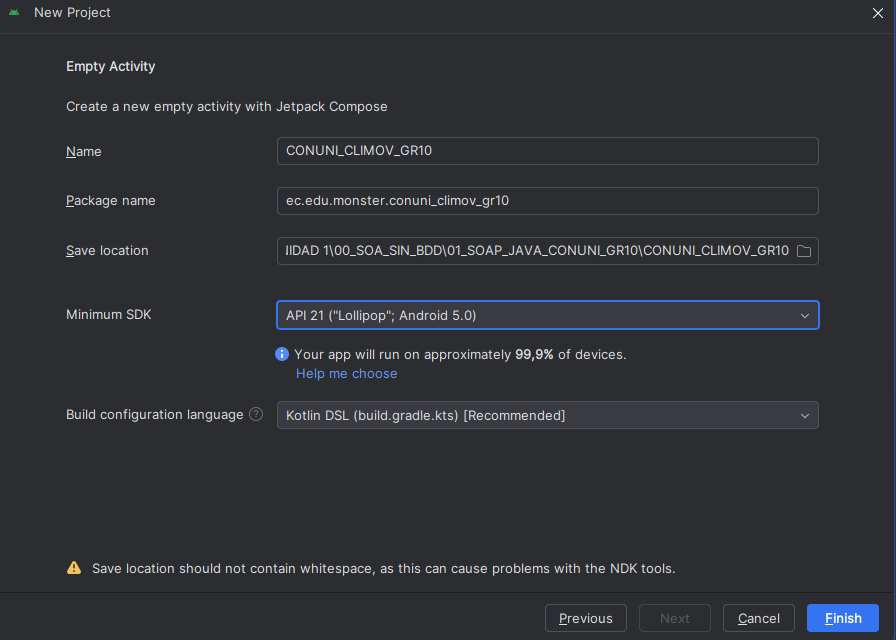 New Project
Empty Activity
Create a new empty activity with Jetpack Compose
Name CONUNI_CLIMOV_GR10
Package name ec.edu.monster.conuni_climov_gr10
Save location IIDAD 1\00_SOA_SIN_BDD\01_SOAP_JAVA_CONUNI_GR10\CONUNI_CLIMOV_GR10
Minimum SDK API 21 ("Lollipop"; Android 5.0)
Your app will run on approximately 99,9% of devices.
Help me choose
Build configuration language ? Kotlin DSL (build.gradle.kts) [Recommended]
Save location should not contain whitespace, as this can cause problems with the NDK tools.
Previous Next Cancel Finish